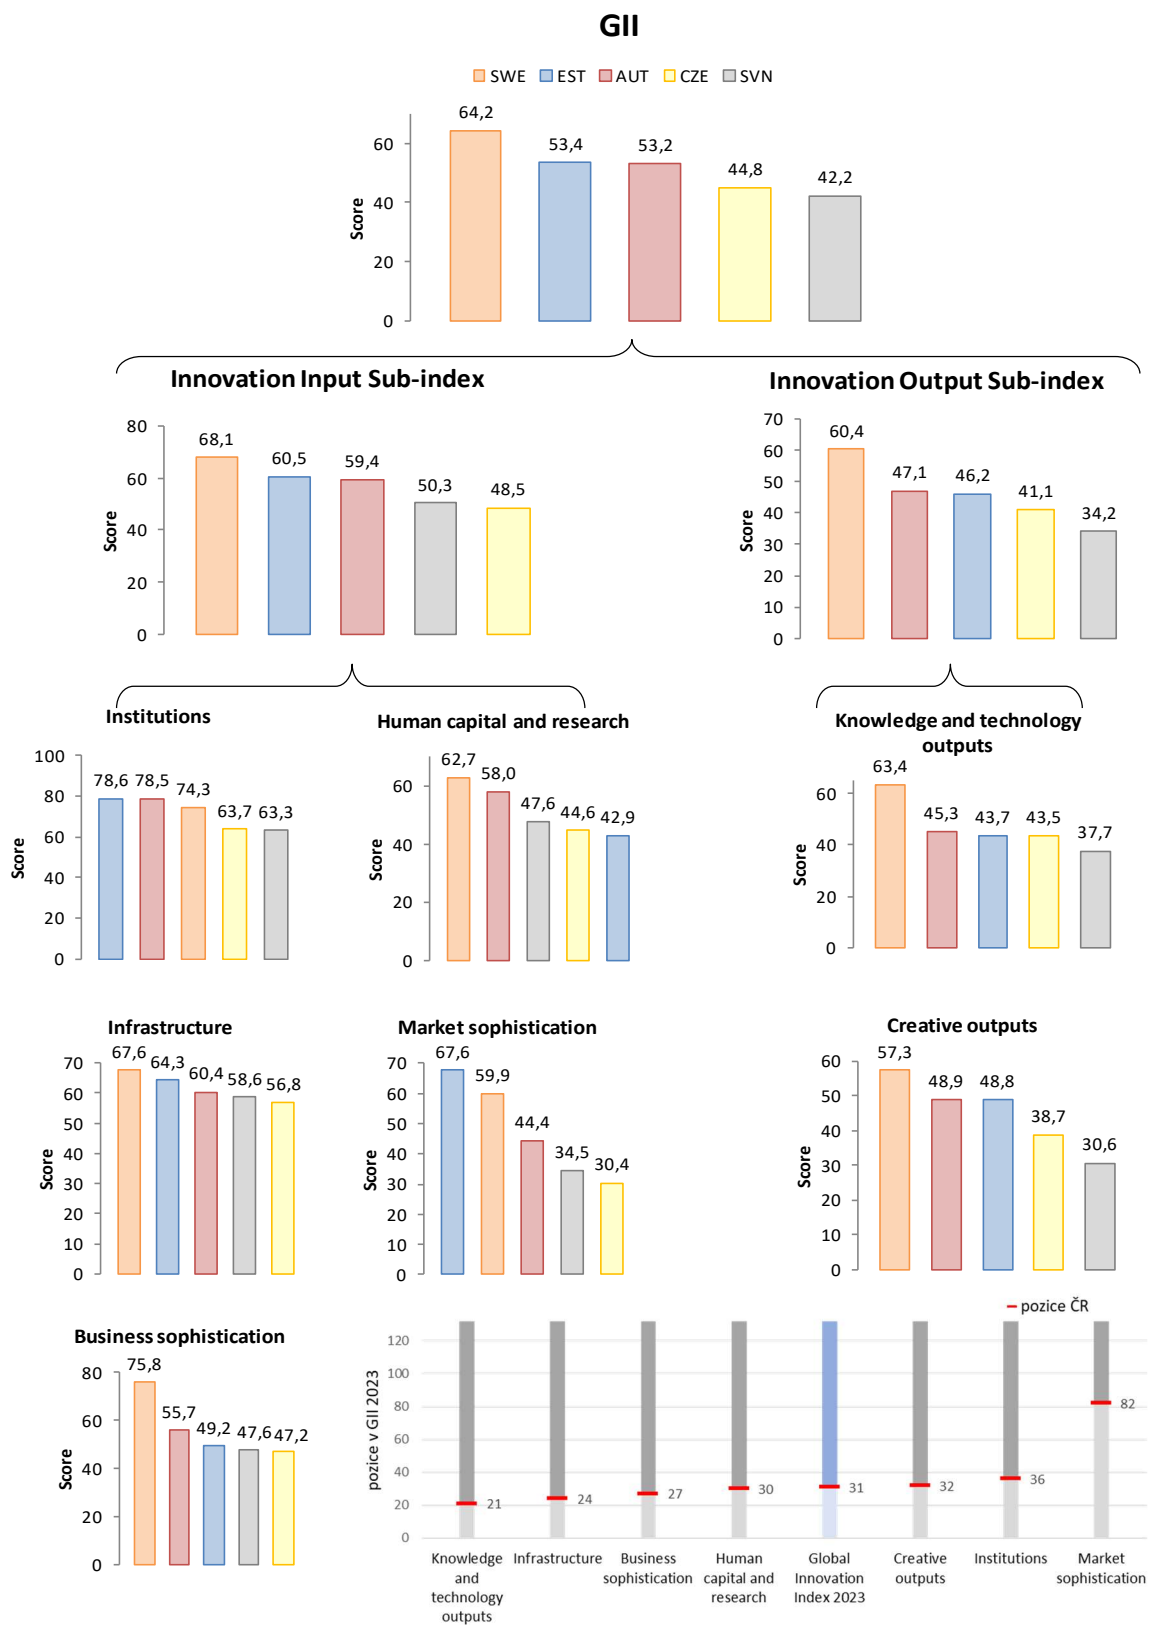 GII
SWE EST AUT CZE SVN
64,2
53,4
53,2
44,8
42,2
60
40
20
0
Score
Innovation Input Sub-index
80
60
40
20
0
Score
68,1
60,5
59,4
50,3
48,5
Innovation Output Sub-index
70
60
50
40
30
20
10
0
Score
60,4
47,1
46,2
41,1
34,2
Institutions
100
80
60
40
20
0
Score
78,6
78,5
74,3
63,7
63,3
Human capital and research
60
40
20
0
Score
62,7
58,0
47,6
44,6
42,9
Knowledge and technology
outputs
60
40
20
0
Score
63,4
45,3
43,7
43,5
37,7
Infrastructure
70
60
50
40
30
20
10
0
Score
67,6
64,3
60,4
58,6
56,8
Market sophistication
70
60
50
40
30
20
10
0
Score
67,6
59,9
44,4
34,5
30,4
Creative outputs
60
50
40
30
20
10
0
Score
57,3
48,9
48,8
38,7
30,6
Business sophistication
80
60
40
20
0
Score
75,8
55,7
49,2
47,6
47,2
pozice ČR
pozice v GII 2023
120
100
80
60
40
20
0
21
24
27
30
31
32
36
82
Knowledge
and
technology
outputs
Infrastructure
Business
sophistication
Human
capital and
research
Global
Innovation
Index 2023
Creative
outputs
Institutions
Market
sophistication